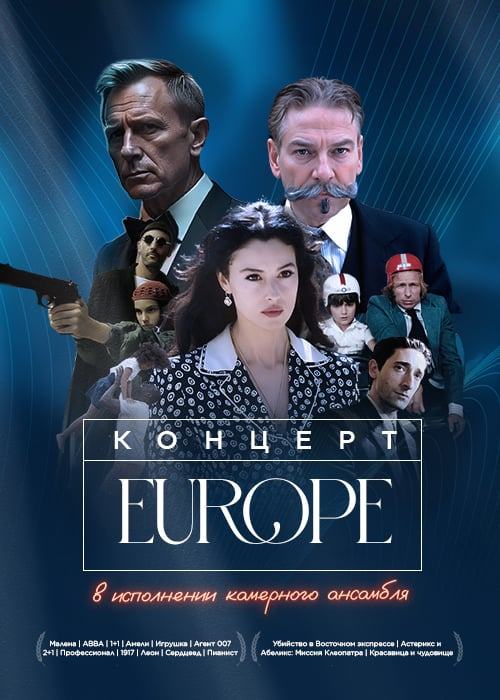 КОНЦЕРТ
EUROPE
в исполнении камерного ансамбля
Малена | ABBA | 1+1 | Амели | Игрушка | Агент 007
2+1 | Профессионал | 1917 | Леон | Сердцеед | Пианист
Убийство в Восточном экспрессе | Астерикс и
Абеликс: Миссия Клеопатра | Красавица и чудовище